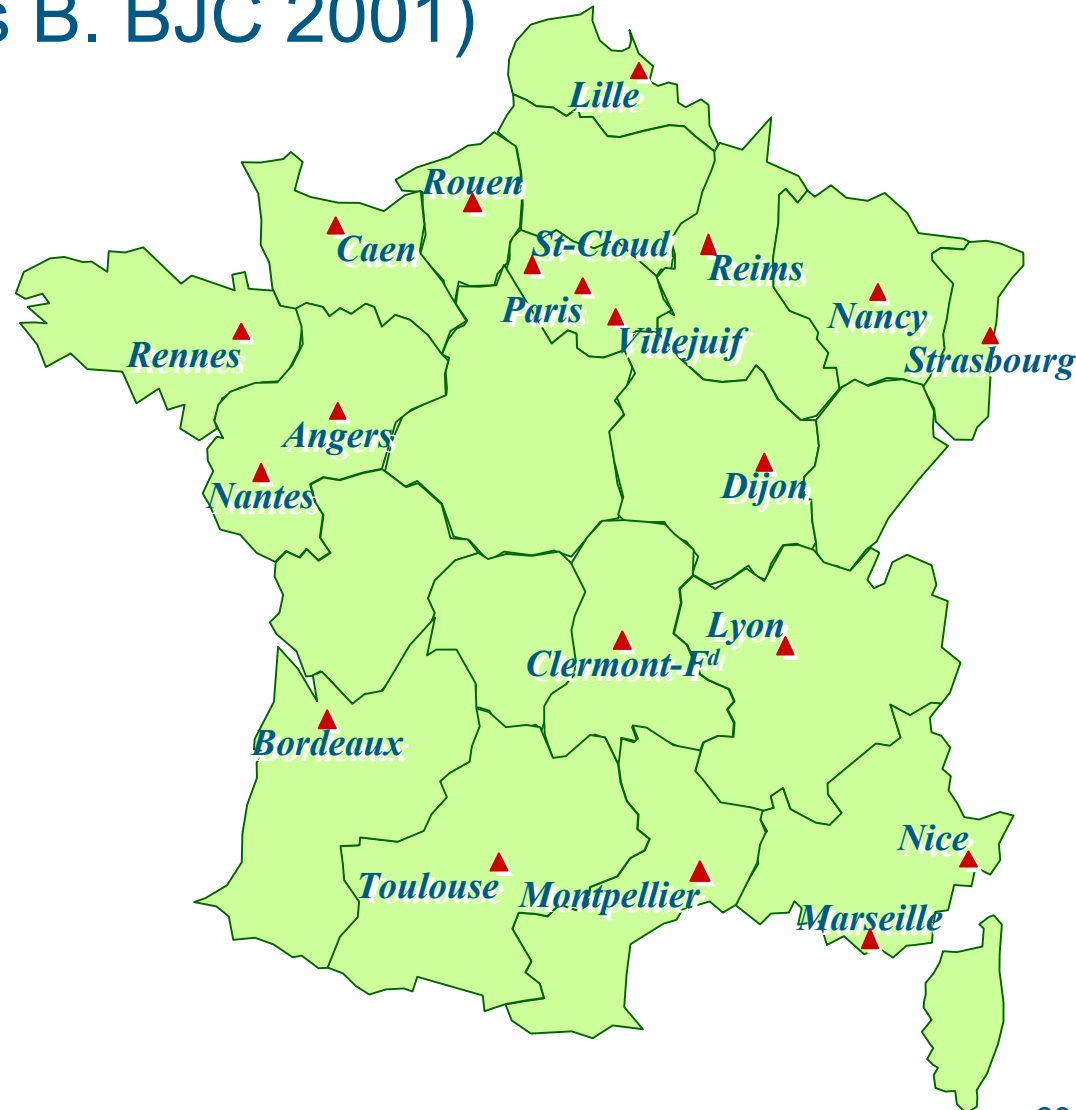 s B. BJC 2001)
Lille
Rouen
Caen
St-Cloud
Reims
Paris
Nancy
Villejuif
Rennes
Strasbourg
Angers
Nantes
Dijon
Lyon
Clermont-Fd
Bordeaux
Nice
Toulouse
Montpellier
Marseille